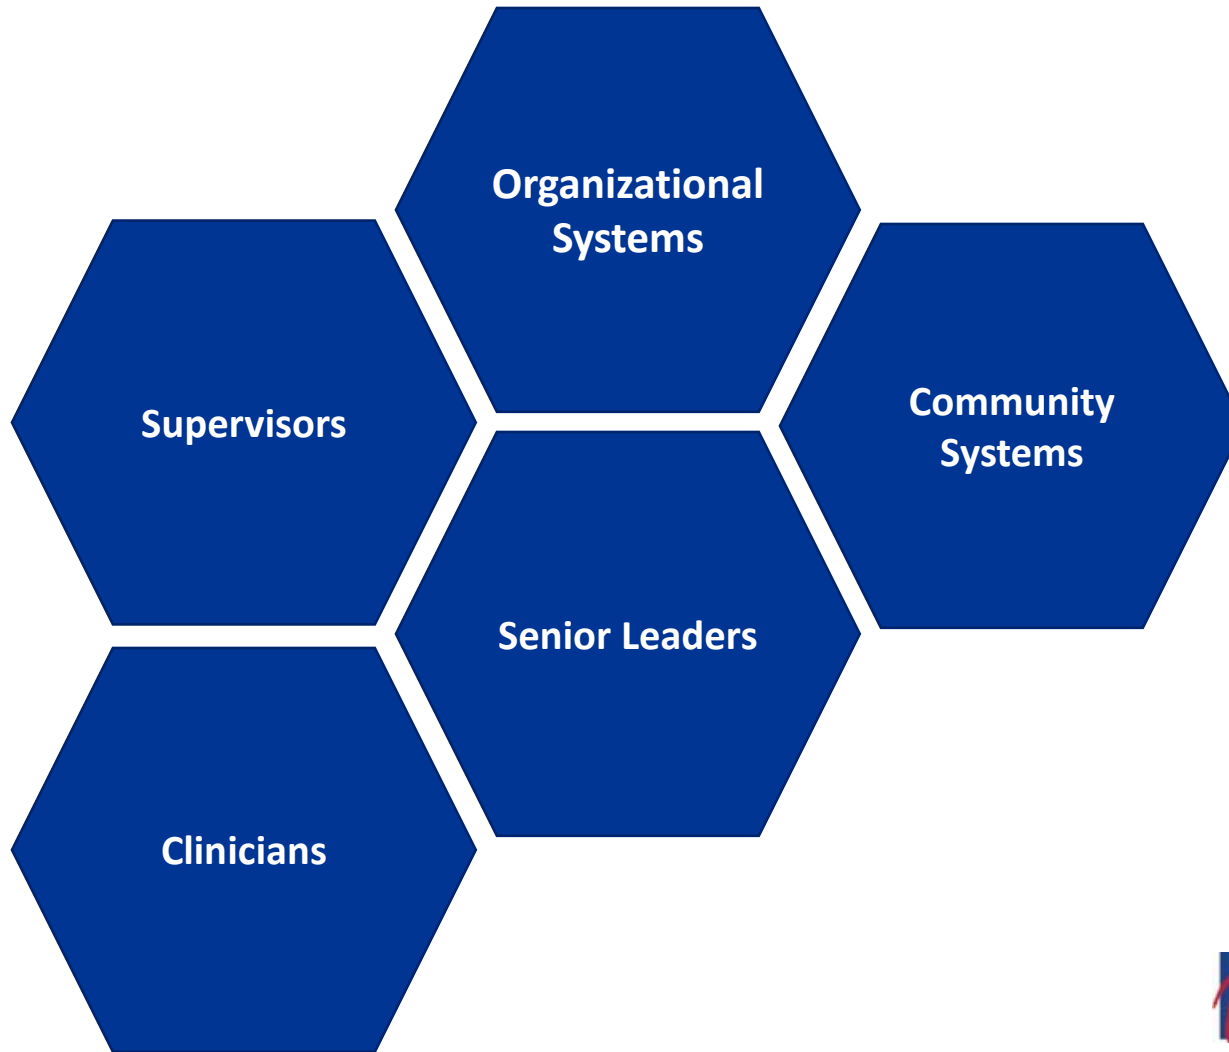 Organizational
Systems
Supervisors
Community
Systems
Senior Leaders
Clinicians